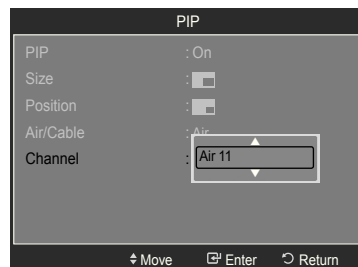 PIP
PIP : On
Size :
Position :
Air/Cable : Air
Channel : Air 11
Move Enter Return